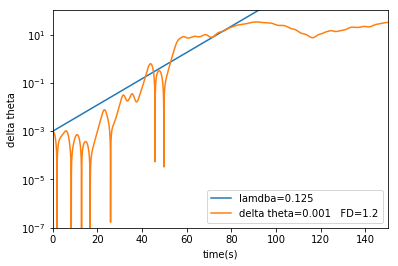 10¹
10⁻¹
10⁻³
10⁻⁵
10⁻⁷
delta theta
0 20 40 60 80 100 120 140
time(s)
lamdba=0.125
delta theta=0.001 FD=1.2